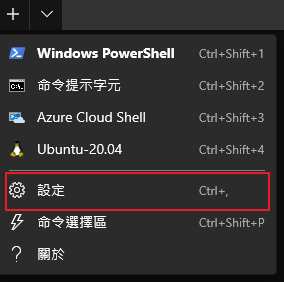 Windows PowerShell Ctrl+Shift+1
命令提示字元 Ctrl+Shift+2
Azure Cloud Shell Ctrl+Shift+3
Ubuntu-20.04 Ctrl+Shift+4
設定 Ctrl+,
命令選擇區 Ctrl+Shift+P
關於